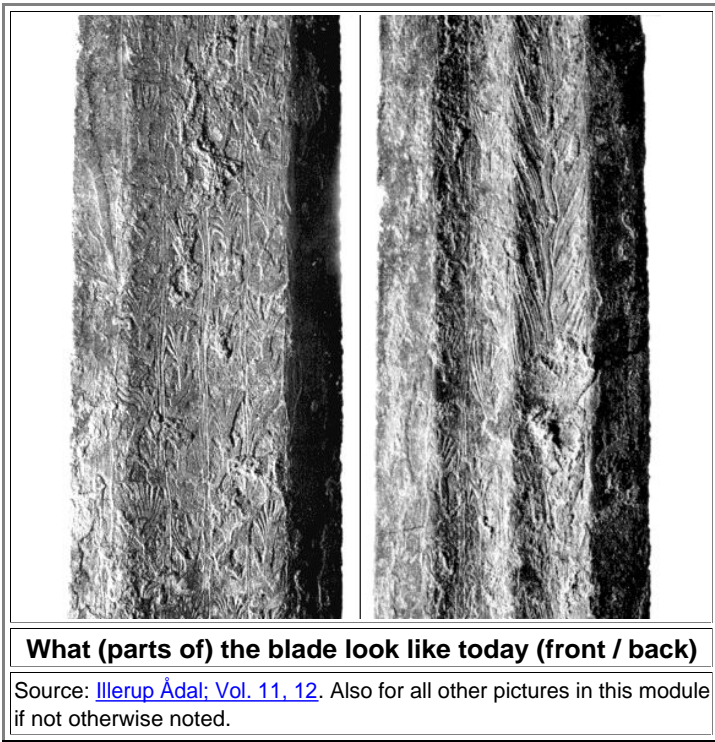 What (parts of) the blade look like today (front / back)
Source: Illerup Ådal; Vol. 11, 12. Also for all other pictures in this module
if not otherwise noted.